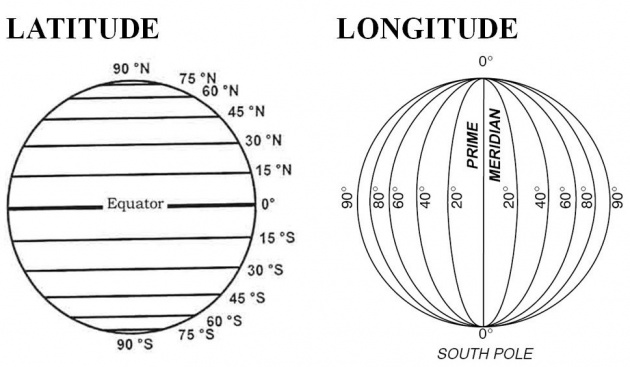 LATITUDE
90 °N
75 °N
60 °N
45 °N
30 °N
15 °N
Equator
0°
15 °S
30 °S
45 °S
60 °S
75 °S
90 °S
LONGITUDE
0°
PRIME
MERIDIAN
90° 80° 60° 40° 20° 20° 40° 60° 80° 90°
0°
SOUTH POLE